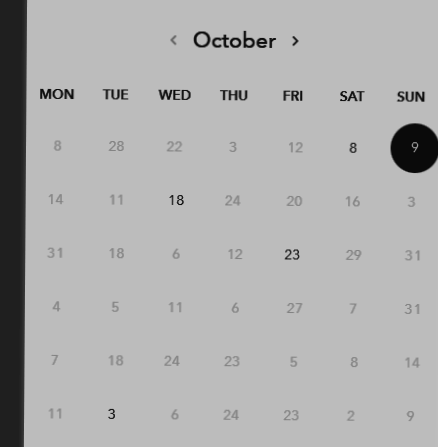 ‹ October ›
MON TUE WED THU FRI SAT SUN
8 28 22 3 12 8 9
14 11 18 24 20 16 3
31 18 6 12 23 29 31
4 5 11 6 27 7 31
7 18 24 23 5 8 14
11 3 6 24 23 2 9